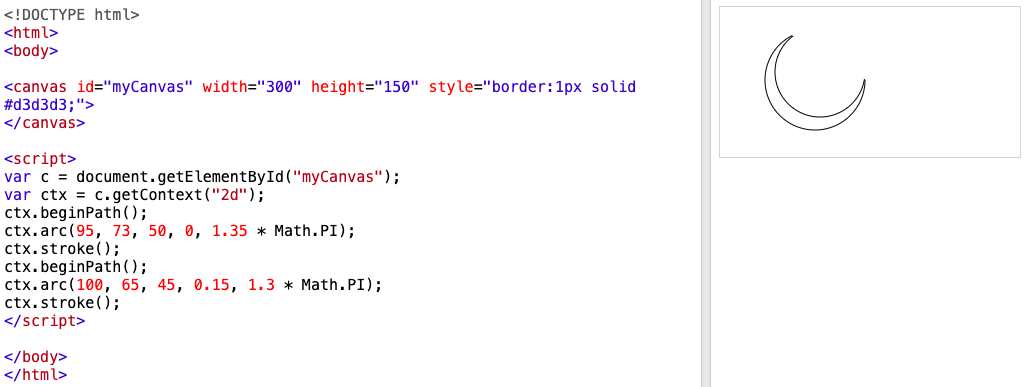 <!DOCTYPE html>
<html>
<body>
<canvas id="myCanvas" width="300" height="150" style="border:1px solid
#d3d3d3;">
</canvas>
<script>
var c = document.getElementById("myCanvas");
var ctx = c.getContext("2d");
ctx.beginPath();
ctx.arc(95, 73, 50, 0, 1.35 * Math.PI);
ctx.stroke();
ctx.beginPath();
ctx.arc(100, 65, 45, 0.15, 1.3 * Math.PI);
ctx.stroke();
</script>
</body>
</html>